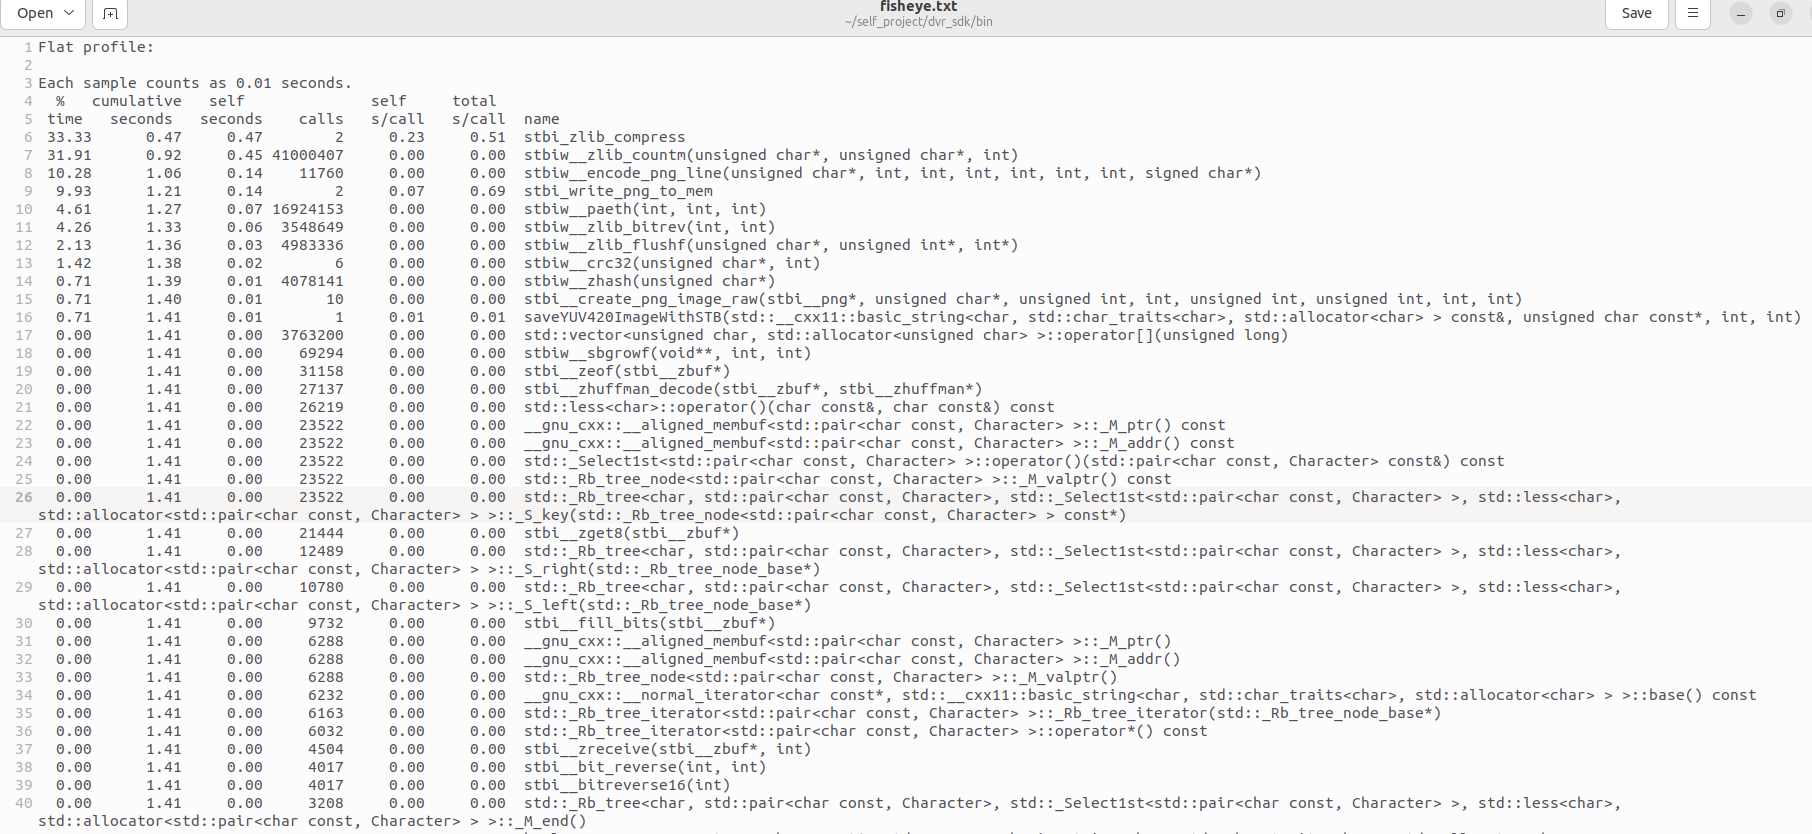 Open
fisheye.txt
~/self_project/dvr_sdk/bin
Save
1 Flat profile:
2
3 Each sample counts as 0.01 seconds.
4 % cumulative self self total
5 time seconds seconds calls s/call s/call name
6 33.33 0.47 0.47 2 0.23 0.51 stbi_zlib_compress
7 31.91 0.92 0.45 41000407 0.00 0.00 stbiw__zlib_countm(unsigned char*, unsigned char*, int)
8 10.28 1.06 0.14 11760 0.00 0.00 stbiw__encode_png_line(unsigned char*, int, int, int, int, int, int, signed char*)
9 9.93 1.21 0.14 2 0.07 0.69 stbi_write_png_to_mem
10 4.61 1.27 0.07 16924153 0.00 0.00 stbiw__paeth(int, int, int)
11 4.26 1.33 0.06 3548649 0.00 0.00 stbiw__zlib_bitrev(int, int)
12 2.13 1.36 0.03 4983336 0.00 0.00 stbiw__zlib_flushf(unsigned char*, unsigned int*, int*)
13 1.42 1.38 0.02 6 0.00 0.00 stbiw__crc32(unsigned char*, int)
14 0.71 1.39 0.01 4078141 0.00 0.00 stbiw__zhash(unsigned char*)
15 0.71 1.40 0.01 10 0.00 0.00 stbi__create_png_image_raw(stbi__png*, unsigned char*, unsigned int, int, unsigned int, unsigned int, int, int)
16 0.71 1.41 0.01 1 0.01 0.01 saveYUV420ImageWithSTB(std::__cxx11::basic_string<char, std::char_traits<char>, std::allocator<char> > const&, unsigned char const*, int, int)
17 0.00 1.41 0.00 3763200 0.00 0.00 std::vector<unsigned char, std::allocator<unsigned char> >::operator[](unsigned long)
18 0.00 1.41 0.00 69294 0.00 0.00 stbiw__sbgrowf(void**, int, int)
19 0.00 1.41 0.00 31158 0.00 0.00 stbi__zeof(stbi__zbuf*)
20 0.00 1.41 0.00 27137 0.00 0.00 stbi__zhuffman_decode(stbi__zbuf*, stbi__zhuffman*)
21 0.00 1.41 0.00 26219 0.00 0.00 std::less<char>::operator()(char const&, char const&) const
22 0.00 1.41 0.00 23522 0.00 0.00 __gnu_cxx::__aligned_membuf<std::pair<char const, Character> >::_M_ptr() const
23 0.00 1.41 0.00 23522 0.00 0.00 __gnu_cxx::__aligned_membuf<std::pair<char const, Character> >::_M_addr() const
24 0.00 1.41 0.00 23522 0.00 0.00 std::_Select1st<std::pair<char const, Character> >::operator()(std::pair<char const, Character> const&) const
25 0.00 1.41 0.00 23522 0.00 0.00 std::_Rb_tree_node<std::pair<char const, Character> >::_M_valptr() const
26 0.00 1.41 0.00 23522 0.00 0.00 std::_Rb_tree<char, std::pair<char const, Character>, std::_Select1st<std::pair<char const, Character> >, std::less<char>,
std::allocator<std::pair<char const, Character> > >::_S_key(std::_Rb_tree_node<std::pair<char const, Character> > const*)
27 0.00 1.41 0.00 21444 0.00 0.00 stbi__zget8(stbi__zbuf*)
28 0.00 1.41 0.00 12489 0.00 0.00 std::_Rb_tree<char, std::pair<char const, Character>, std::_Select1st<std::pair<char const, Character> >, std::less<char>,
std::allocator<std::pair<char const, Character> > >::_S_right(std::_Rb_tree_node_base*)
29 0.00 1.41 0.00 10780 0.00 0.00 std::_Rb_tree<char, std::pair<char const, Character>, std::_Select1st<std::pair<char const, Character> >, std::less<char>,
std::allocator<std::pair<char const, Character> > >::_S_left(std::_Rb_tree_node_base*)
30 0.00 1.41 0.00 9732 0.00 0.00 stbi__fill_bits(stbi__zbuf*)
31 0.00 1.41 0.00 6288 0.00 0.00 __gnu_cxx::__aligned_membuf<std::pair<char const, Character> >::_M_ptr()
32 0.00 1.41 0.00 6288 0.00 0.00 __gnu_cxx::__aligned_membuf<std::pair<char const, Character> >::_M_addr()
33 0.00 1.41 0.00 6288 0.00 0.00 std::_Rb_tree_node<std::pair<char const, Character> >::_M_valptr()
34 0.00 1.41 0.00 6232 0.00 0.00 __gnu_cxx::__normal_iterator<char const*, std::__cxx11::basic_string<char, std::char_traits<char>, std::allocator<char> > >::base() const
35 0.00 1.41 0.00 6163 0.00 0.00 std::_Rb_tree_iterator<std::pair<char const, Character> >::_Rb_tree_iterator(std::_Rb_tree_node_base*)
36 0.00 1.41 0.00 6032 0.00 0.00 std::_Rb_tree_iterator<std::pair<char const, Character> >::operator*() const
37 0.00 1.41 0.00 4504 0.00 0.00 stbi__zreceive(stbi__zbuf*, int)
38 0.00 1.41 0.00 4017 0.00 0.00 stbi__bit_reverse(int, int)
39 0.00 1.41 0.00 4017 0.00 0.00 stbi__bitreverse16(int)
40 0.00 1.41 0.00 3208 0.00 0.00 std::_Rb_tree<char, std::pair<char const, Character>, std::_Select1st<std::pair<char const, Character> >, std::less<char>,
std::allocator<std::pair<char const, Character> > >::_M_end()